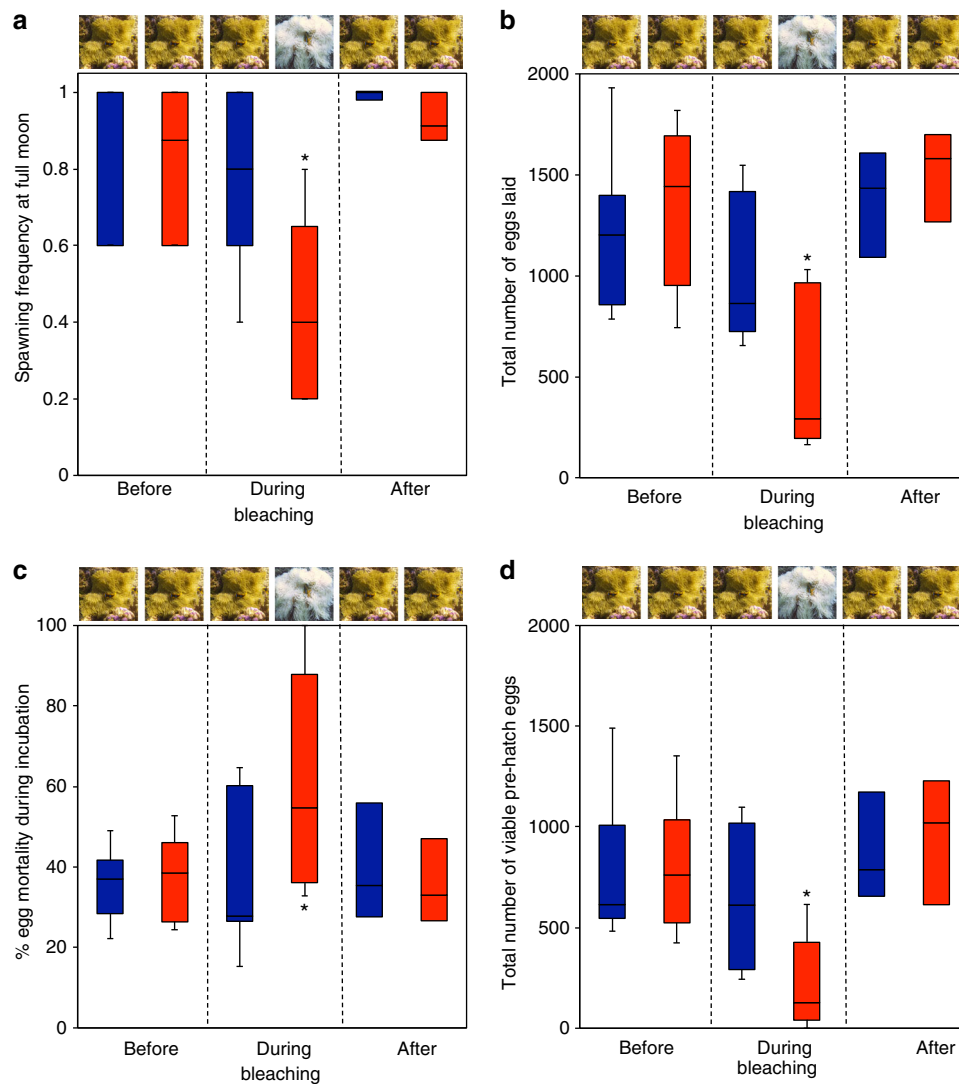 a
Spawning frequency at full moon
1
0.8
0.6
0.4
0.2
0
*
Before During After
bleaching
b
Total number of eggs laid
2000
1500
1000
500
0
*
Before During After
bleaching
c
% egg mortality during incubation
100
80
60
40
20
0
*
Before During After
bleaching
d
Total number of viable pre-hatch eggs
2000
1500
1000
500
0
*
Before During After
bleaching